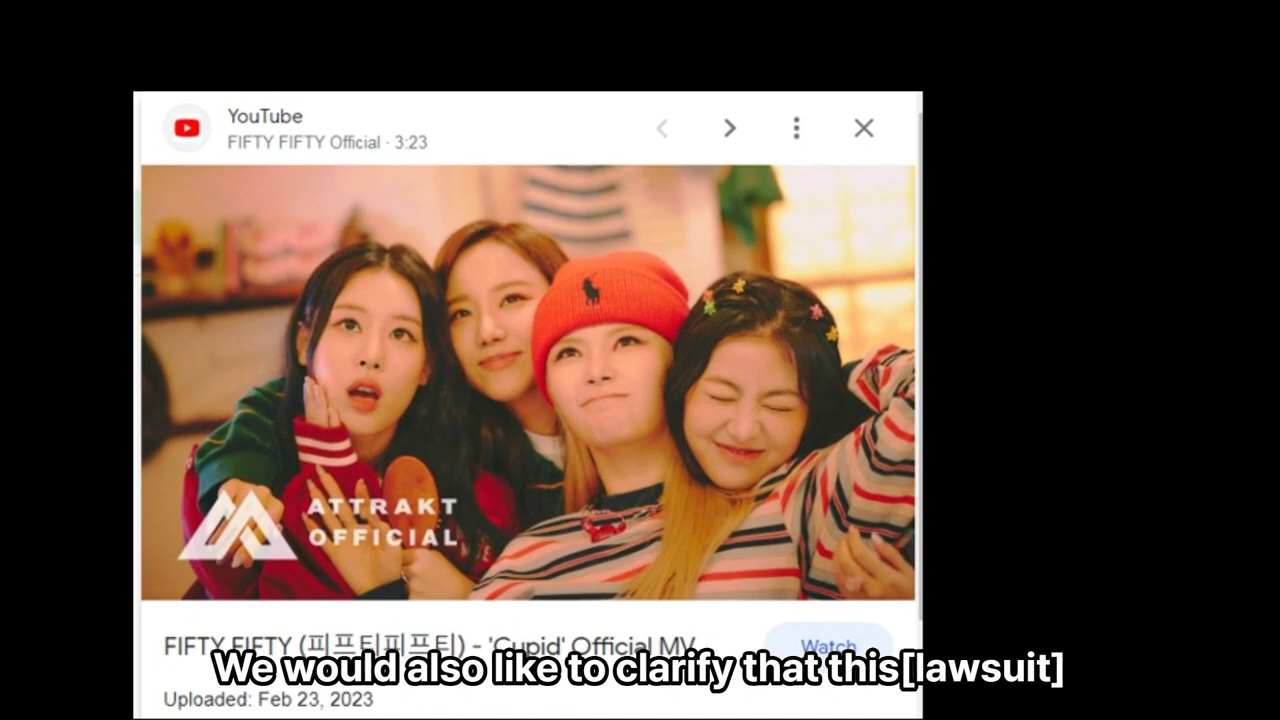 YouTube
FIFTY FIFTY Official · 3:23
ATTRAKT
OFFICIAL
FIFTY FIFTY (피프티피프티) - 'Cupid' Official MV
Watch
We would also like to clarify that this[lawsuit]
Uploaded: Feb 23, 2023